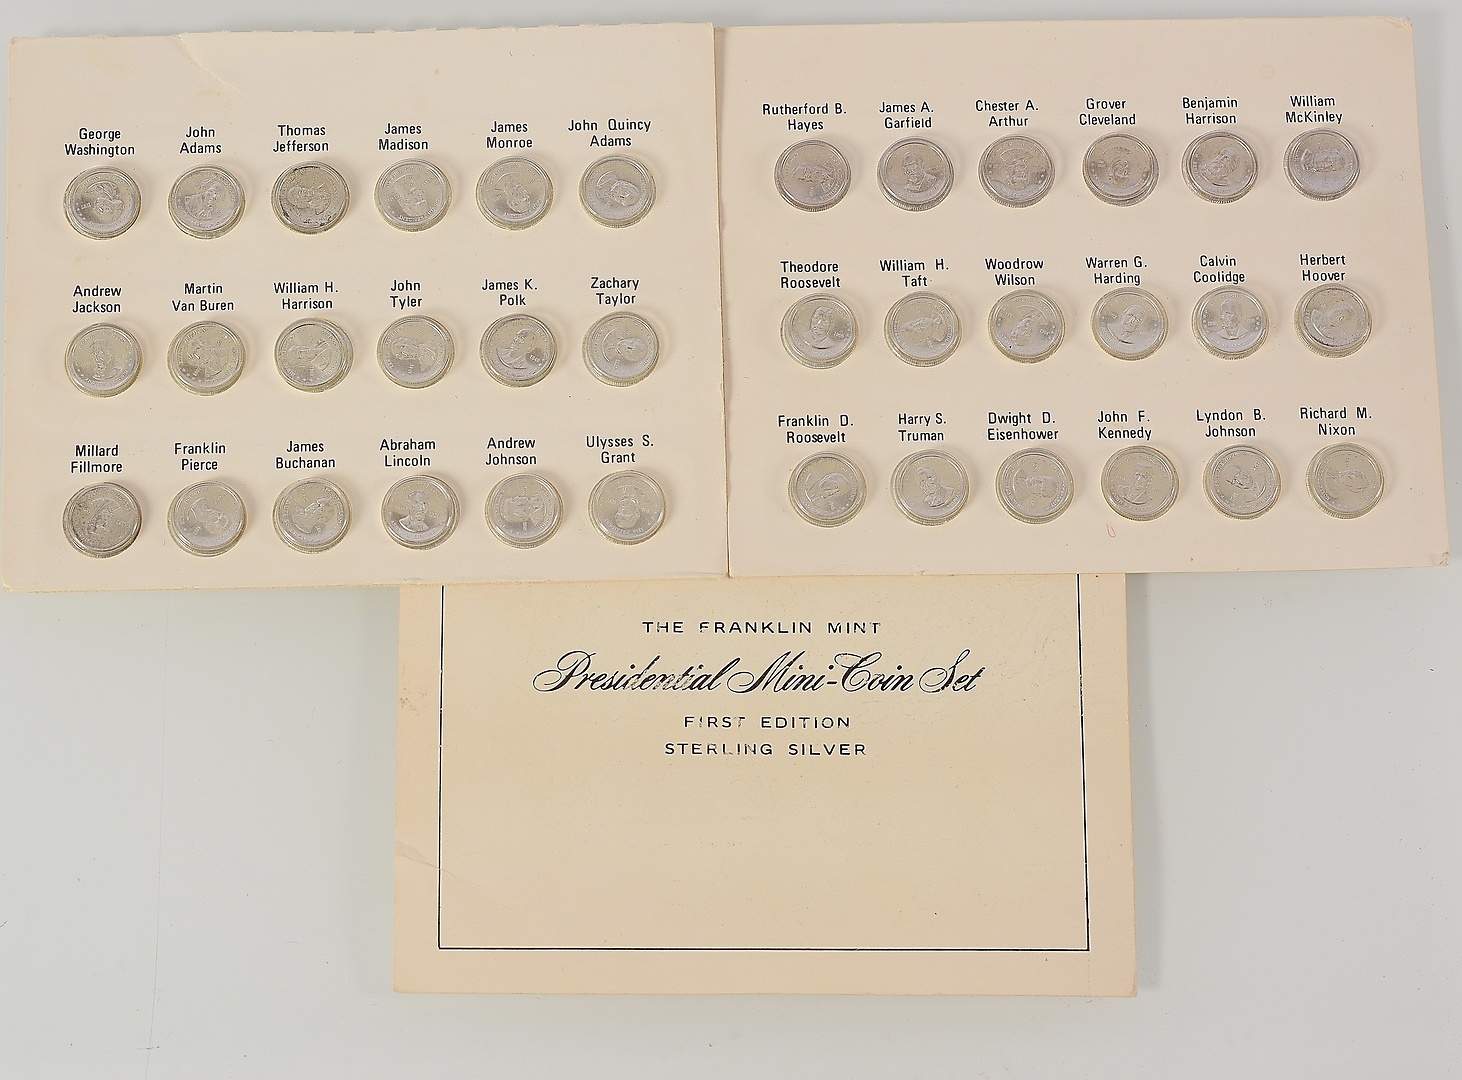 George
Washington
John
Adams
Thomas
Jefferson
James
Madison
James
Monroe
John Quincy
Adams
Andrew
Jackson
Martin
Van Buren
William H.
Harrison
John
Tyler
James K.
Polk
Zachary
Taylor
Millard
Fillmore
Franklin
Pierce
James
Buchanan
Abraham
Lincoln
Andrew
Johnson
Ulysses S.
Grant
Rutherford B.
Hayes
James A.
Garfield
Chester A.
Arthur
Grover
Cleveland
Benjamin
Harrison
William
McKinley
Theodore
Roosevelt
William H.
Taft
Woodrow
Wilson
Warren G.
Harding
Calvin
Coolidge
Herbert
Hoover
Franklin D.
Roosevelt
Harry S.
Truman
Dwight D.
Eisenhower
John F.
Kennedy
Lyndon B.
Johnson
Richard M.
Nixon
THE FRANKLIN MINT
Presidential Mini-Coin Set
FIRST EDITION
STERLING SILVER